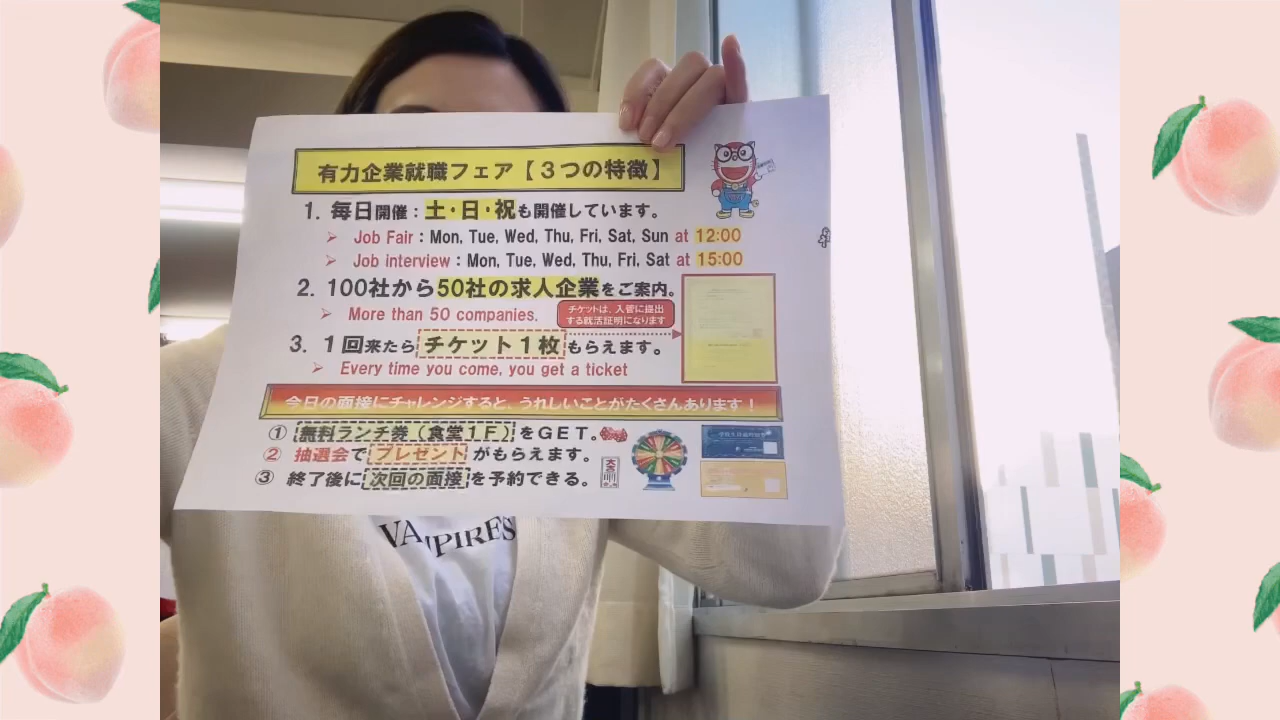 有力企業就職フェア【３つの特徴】
1. 毎日開催：土・日・祝も開催しています。
➢ Job Fair : Mon, Tue, Wed, Thu, Fri, Sat, Sun at 12:00
➢ Job interview : Mon, Tue, Wed, Thu, Fri, Sat at 15:00
2. 100社から50社の求人企業をご案内。
➢ More than 50 companies.
チケットは、入管に提出
する就活証明になります
3. １回来たらチケット１枚もらえます。
➢ Every time you come, you get a ticket
今日の面接にチャレンジすると、うれしいことがたくさんあります！
① 無料ランチ券（食堂１Ｆ）をＧＥＴ。
② 抽選会でプレゼントがもらえます。
③ 終了後に次回の面接を予約できる。
VAMPIRES